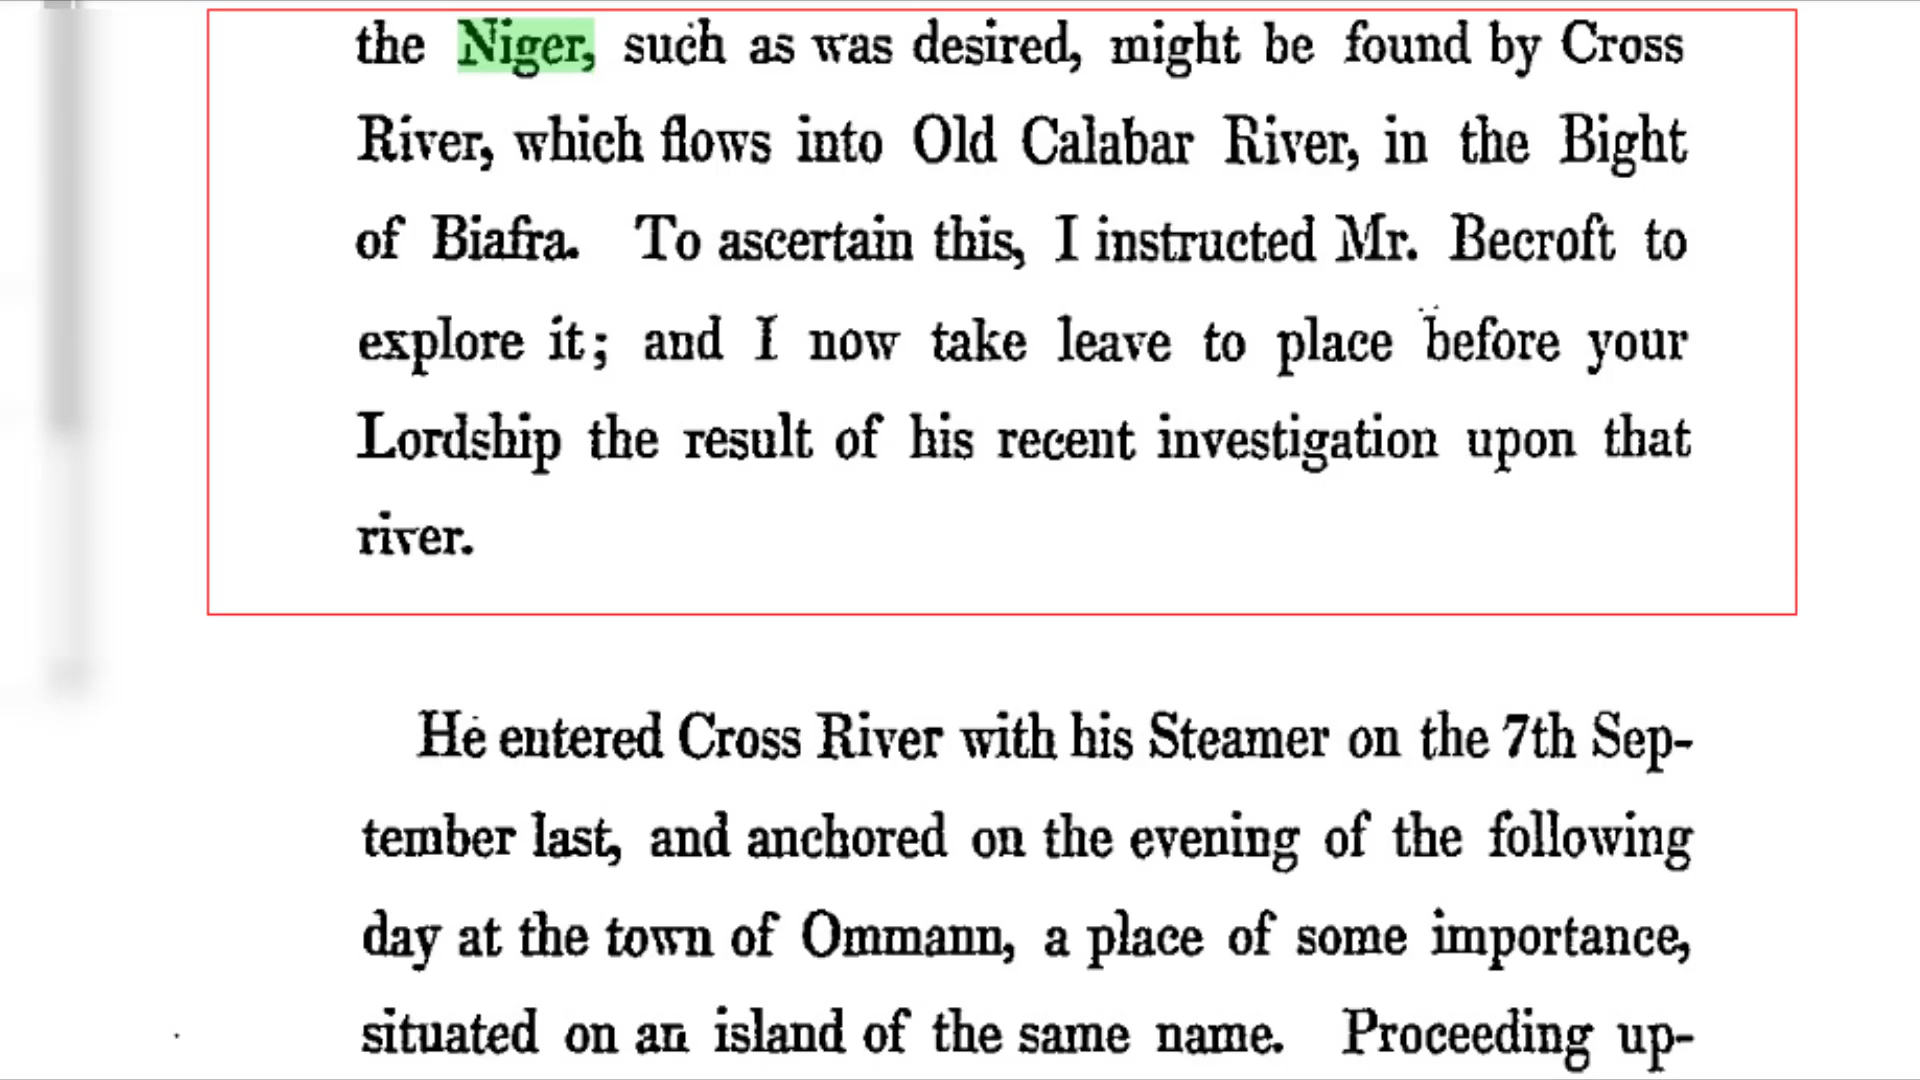 the Niger, such as was desired, might be found by Cross
River, which flows into Old Calabar River, in the Bight
of Biafra. To ascertain this, I instructed Mr. Becroft to
explore it; and I now take leave to place before your
Lordship the result of his recent investigation upon that
river.
He entered Cross River with his Steamer on the 7th Sep-
tember last, and anchored on the evening of the following
day at the town of Ommann, a place of some importance,
situated on an island of the same name. Proceeding up-